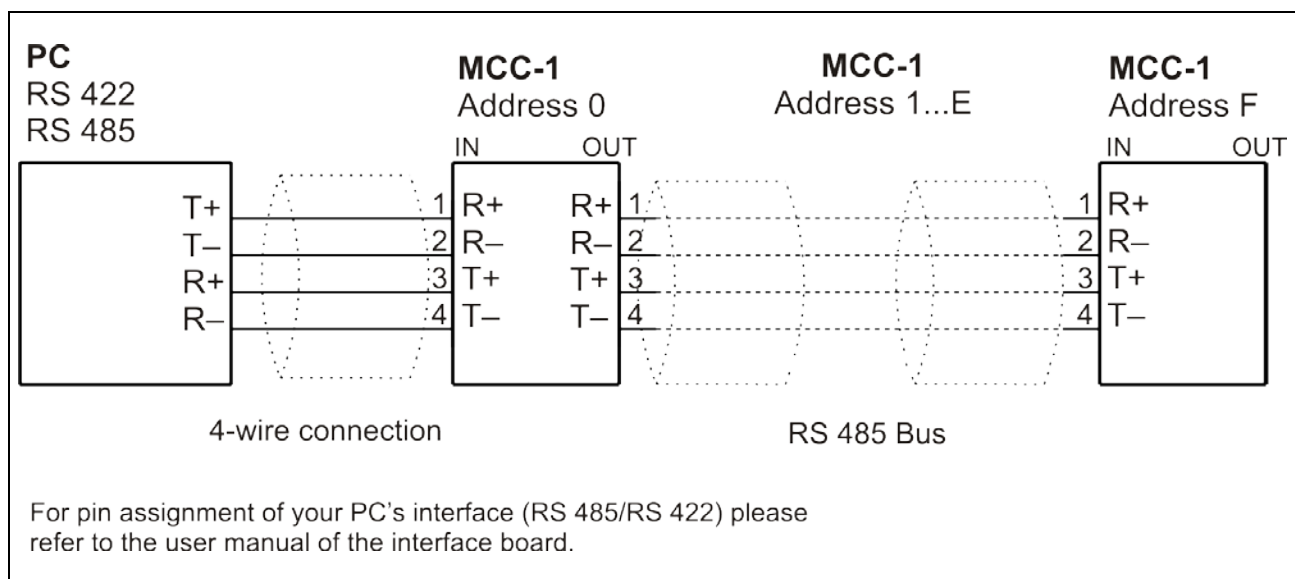 PC
RS 422
RS 485
MCC-1
Address 0
MCC-1
Address 1...E
MCC-1
Address F
IN OUT
IN OUT
T+ 1 R+ R+ 1 1 R+
T– 2 R– R– 2 2 R–
R+ 3 T+ T+ 3 3 T+
R– 4 T– T– 4 4 T–
4-wire connection
RS 485 Bus
For pin assignment of your PC's interface (RS 485/RS 422) please
refer to the user manual of the interface board.